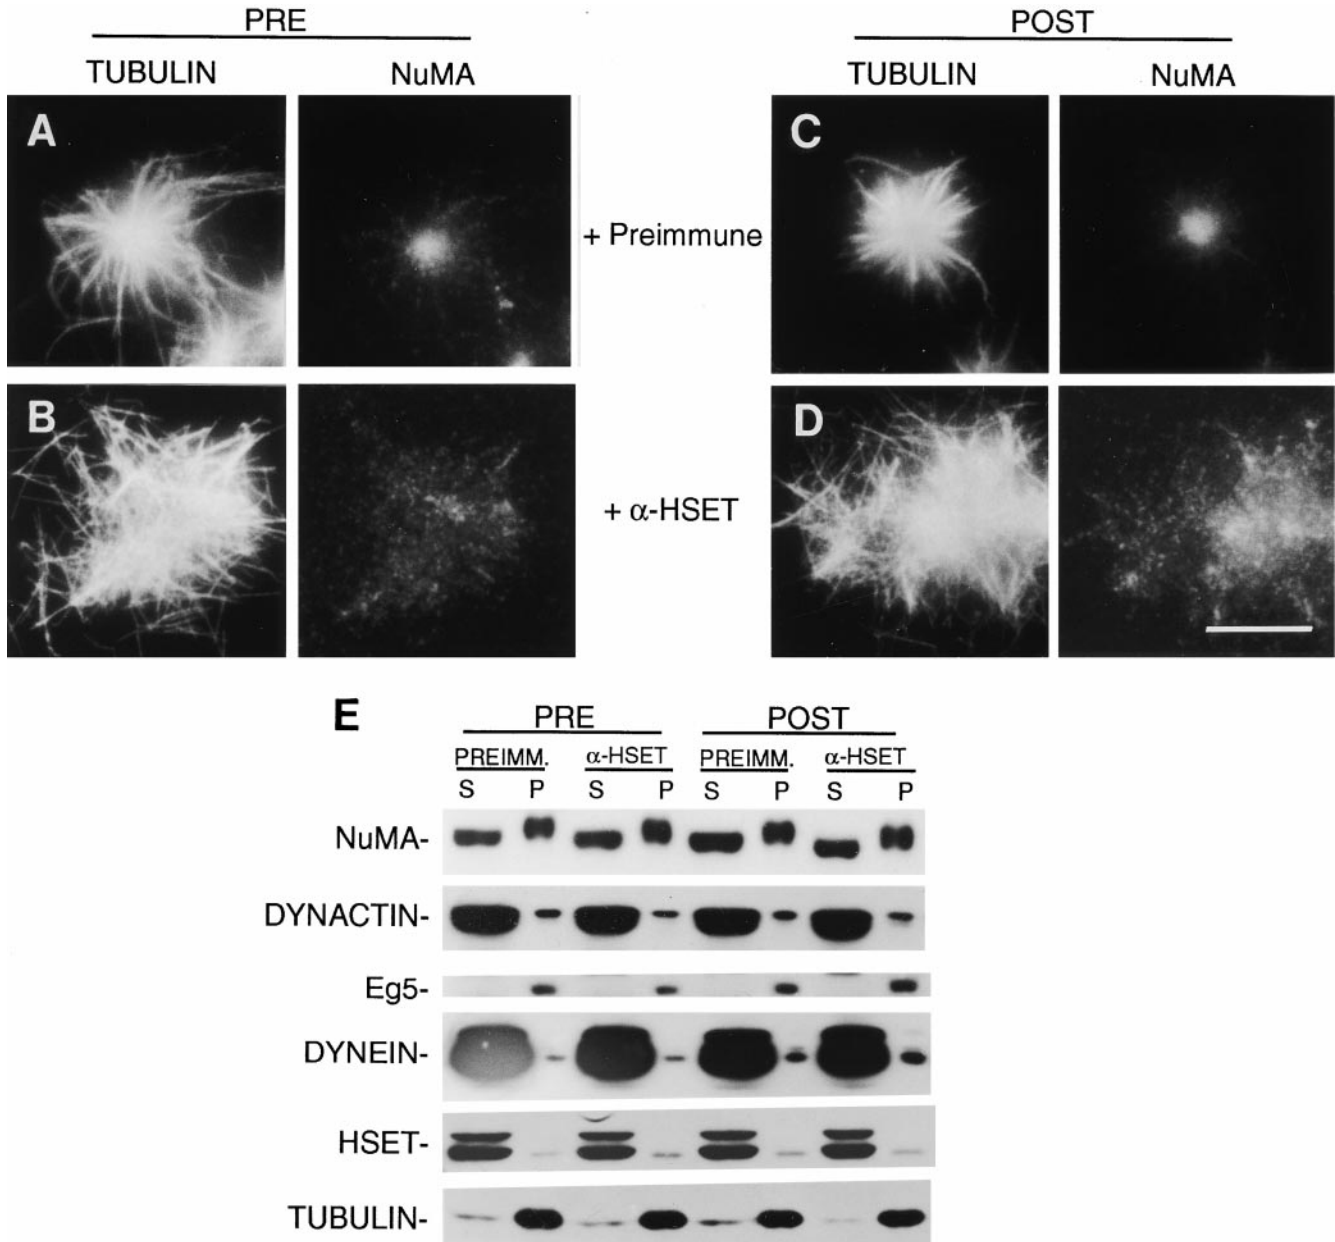 PRE
POST
TUBULIN NuMA
TUBULIN NuMA
A
C
+ Preimmune
B
D
+ α-HSET
E
PRE POST
PREIMM. α-HSET PREIMM. α-HSET
S P S P S P S P
NuMA-
DYNACTIN-
Eg5-
DYNEIN-
HSET-
TUBULIN-